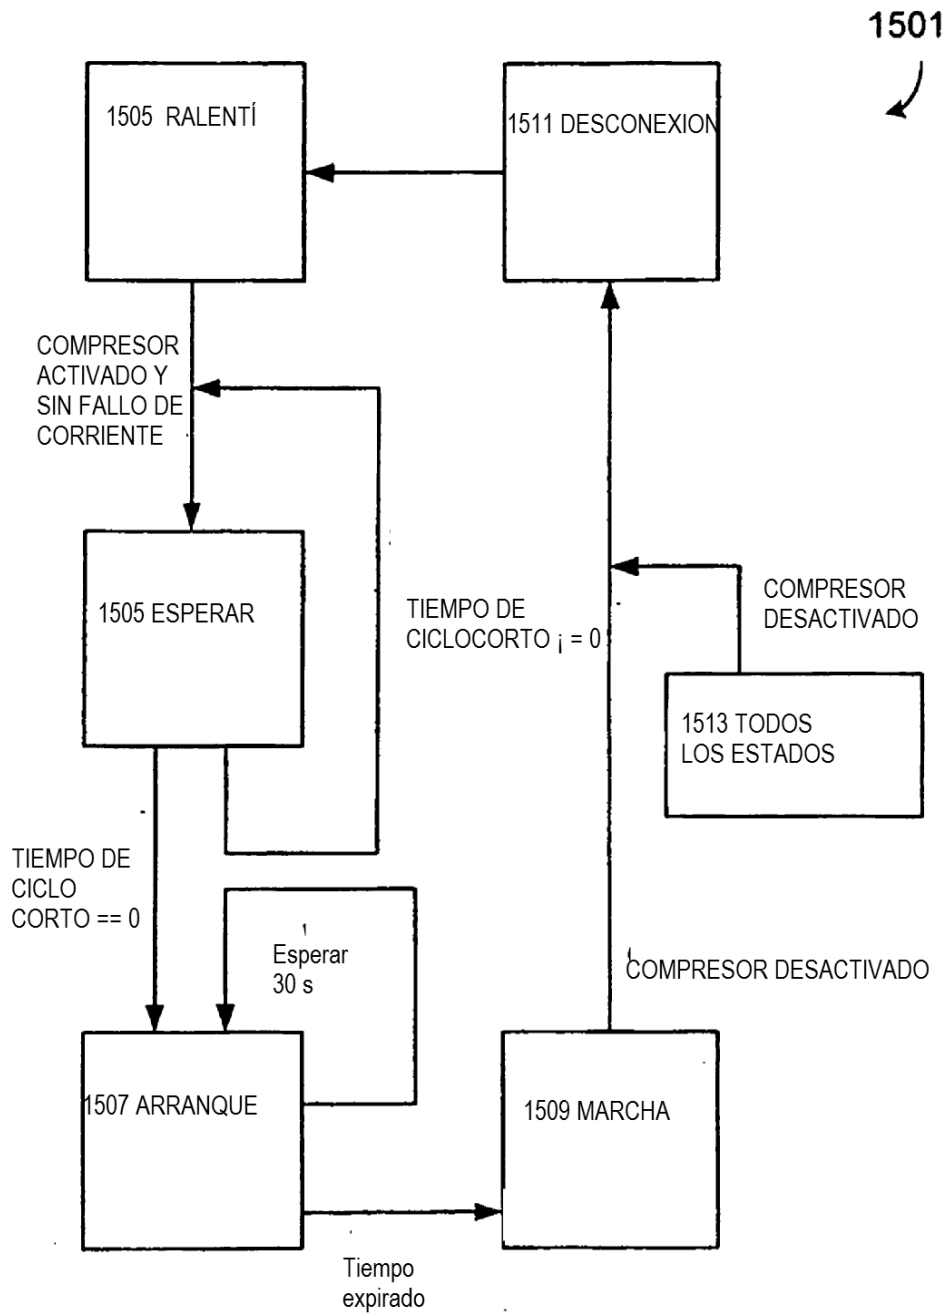 1501
1505 RALENTÍ
1511 DESCONEXION
COMPRESOR
ACTIVADO Y
SIN FALLO DE
CORRIENTE
1505 ESPERAR
TIEMPO DE
CICLOCORTO ¡ = 0
COMPRESOR
DESACTIVADO
1513 TODOS
LOS ESTADOS
TIEMPO DE
CICLO
CORTO == 0
Esperar
30 s
COMPRESOR DESACTIVADO
1507 ARRANQUE
1509 MARCHA
Tiempo
expirado